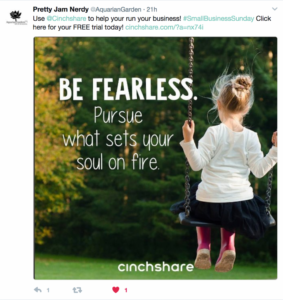 Pretty Jam Nerdy @AquarianGarden · 21h
Use @Cinchshare to help your run your business! #SmallBusinessSunday Click
here for your FREE trial today! cinchshare.com/?a=mx74i
BE FEARLESS.
Pursue
what sets your
soul on fire.
cinchshare
1
1